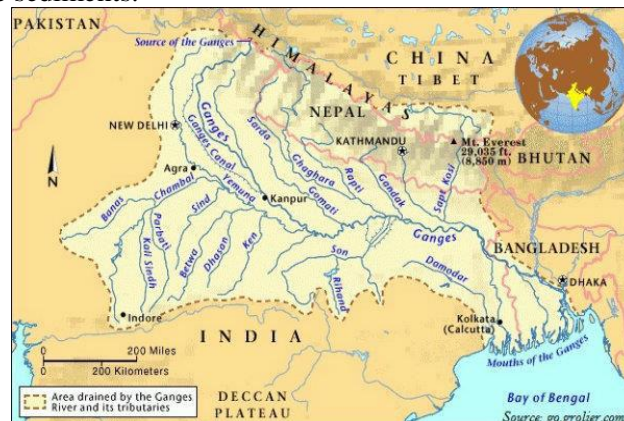 sediments.
PAKISTAN
Source of the Ganges
HIMALAYAS
CHINA
TIBET
NEPAL
NEW DELHI
Ganges
Ganges Canal
Sarda
KATHMANDU
Mt. Everest
29,035 ft.
(8,850 m)
BHUTAN
N
Agra
Yemuna
Ghaghara
Rapti
Gandak
Sapt Kosi
Banas
Chambal
Kanpur
Gomati
Parbati
Kali Sindh
Sind
Betwa
Dhasan
Ken
Ganges
BANGLADESH
Son
Rihand
Damodar
DHAKA
Indore
Kolkata
(Calcutta)
INDIA
Mouths of the Ganges
200 Miles
200 Kilometers
Area drained by the Ganges
River and its tributaries
DECCAN
PLATEAU
Bay of Bengal
Source: go.grolier.com